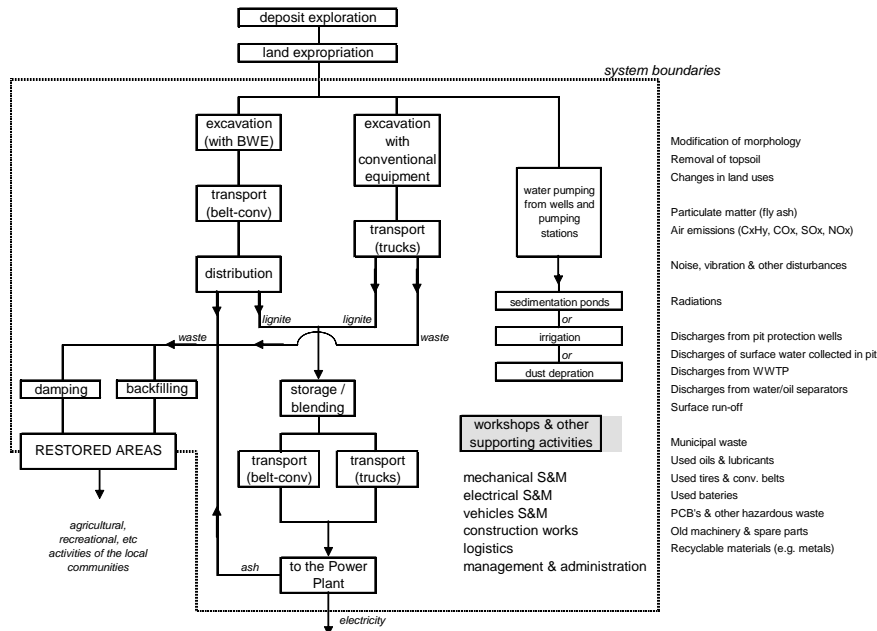 deposit exploration
land expropriation
system boundaries
excavation
(with BWE)
excavation
with
conventional
equipment
water pumping
from wells and
pumping
stations
transport
(belt-conv)
transport
(trucks)
distribution
lignite
lignite
waste
waste
sedimentation ponds
or
irrigation
or
dust depration
damping
backfilling
storage /
blending
RESTORED AREAS
transport
(belt-conv)
transport
(trucks)
agricultural,
recreational, etc
activities of the local
communities
ash
to the Power
Plant
electricity
workshops & other
supporting activities
mechanical S&M
electrical S&M
vehicles S&M
construction works
logistics
management & administration
Modification of morphology
Removal of topsoil
Changes in land uses
Particulate matter (fly ash)
Air emissions (CxHy, COx, SOx, NOx)
Noise, vibration & other disturbances
Radiations
Discharges from pit protection wells
Discharges of surface water collected in pit
Discharges from WWTP
Discharges from water/oil separators
Surface run-off
Municipal waste
Used oils & lubricants
Used tires & conv. belts
Used bateries
PCB's & other hazardous waste
Old machinery & spare parts
Recyclable materials (e.g. metals)